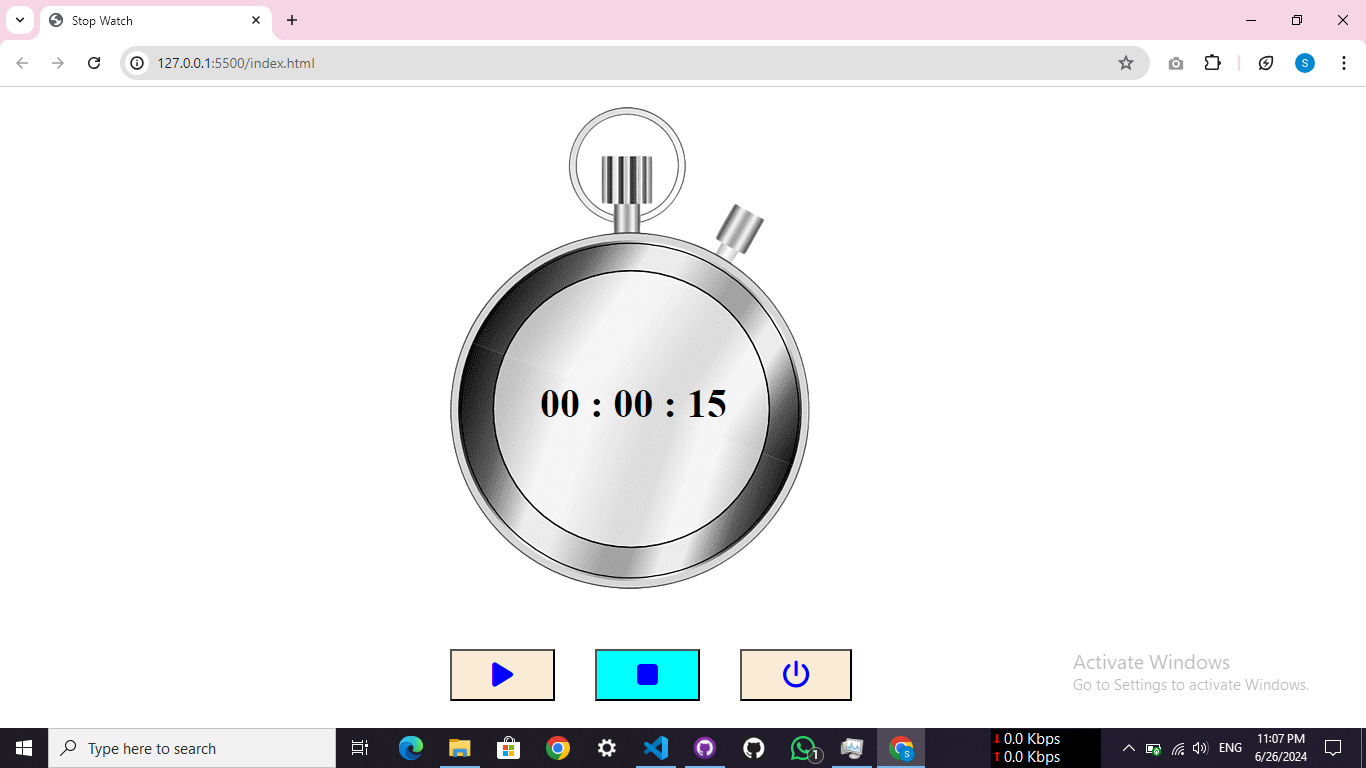 Stop Watch
127.0.0.1:5500/index.html
S
00 : 00 : 15
Activate Windows
Go to Settings to activate Windows.
Type here to search
1
S
0.0 Kbps
0.0 Kbps
ENG
11:07 PM
6/26/2024